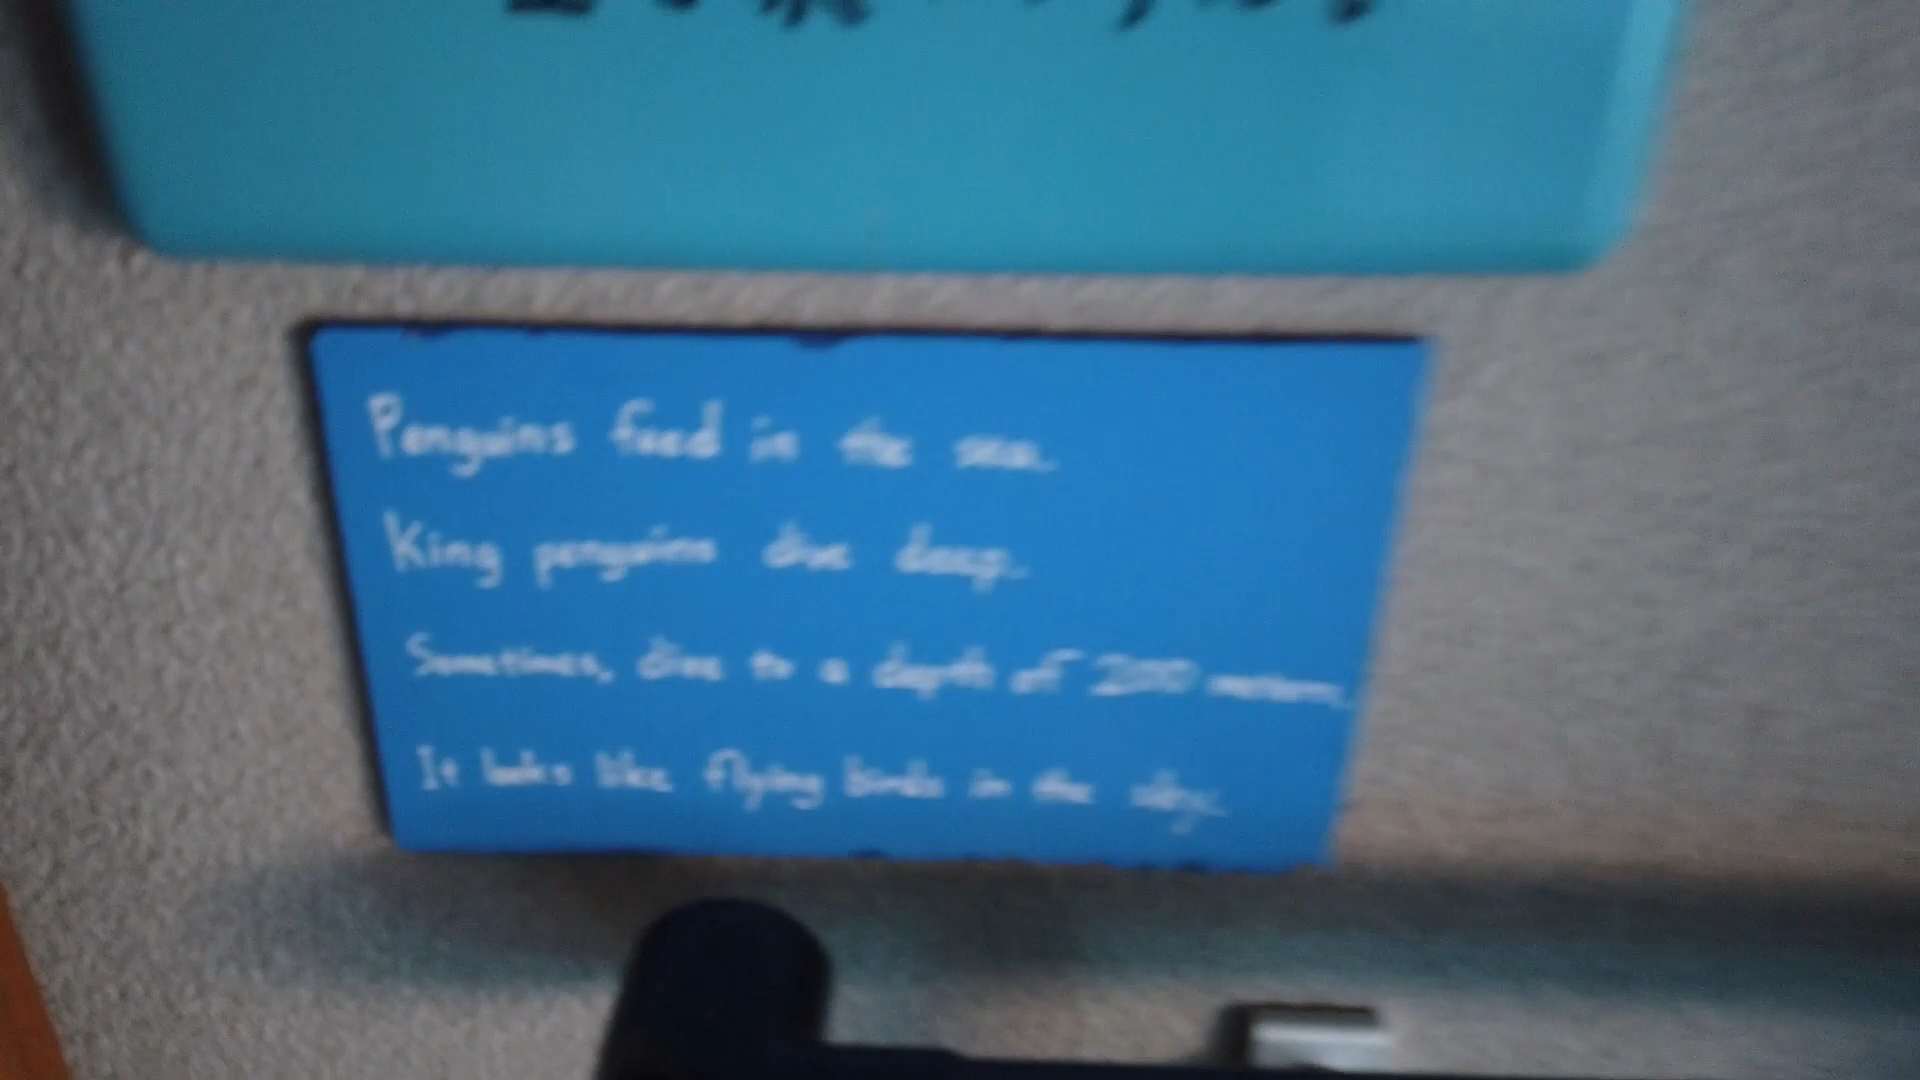 Penguins feed in the sea.
King penguins dive deep.
Sometimes, dive to a depth of 200 meters.
It looks like flying birds in the sky.